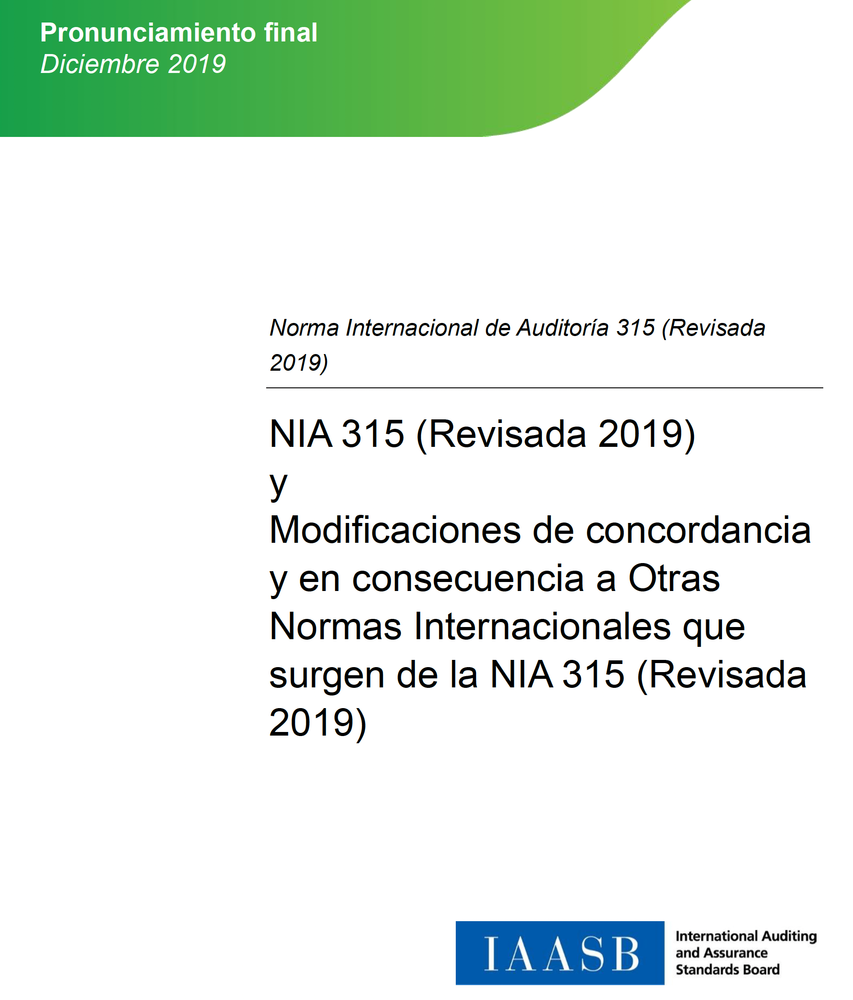 Pronunciamiento final
Diciembre 2019
Norma Internacional de Auditoría 315 (Revisada
2019)
NIA 315 (Revisada 2019)
y
Modificaciones de concordancia
y en consecuencia a Otras
Normas Internacionales que
surgen de la NIA 315 (Revisada
2019)
IAASB
International Auditing
and Assurance
Standards Board